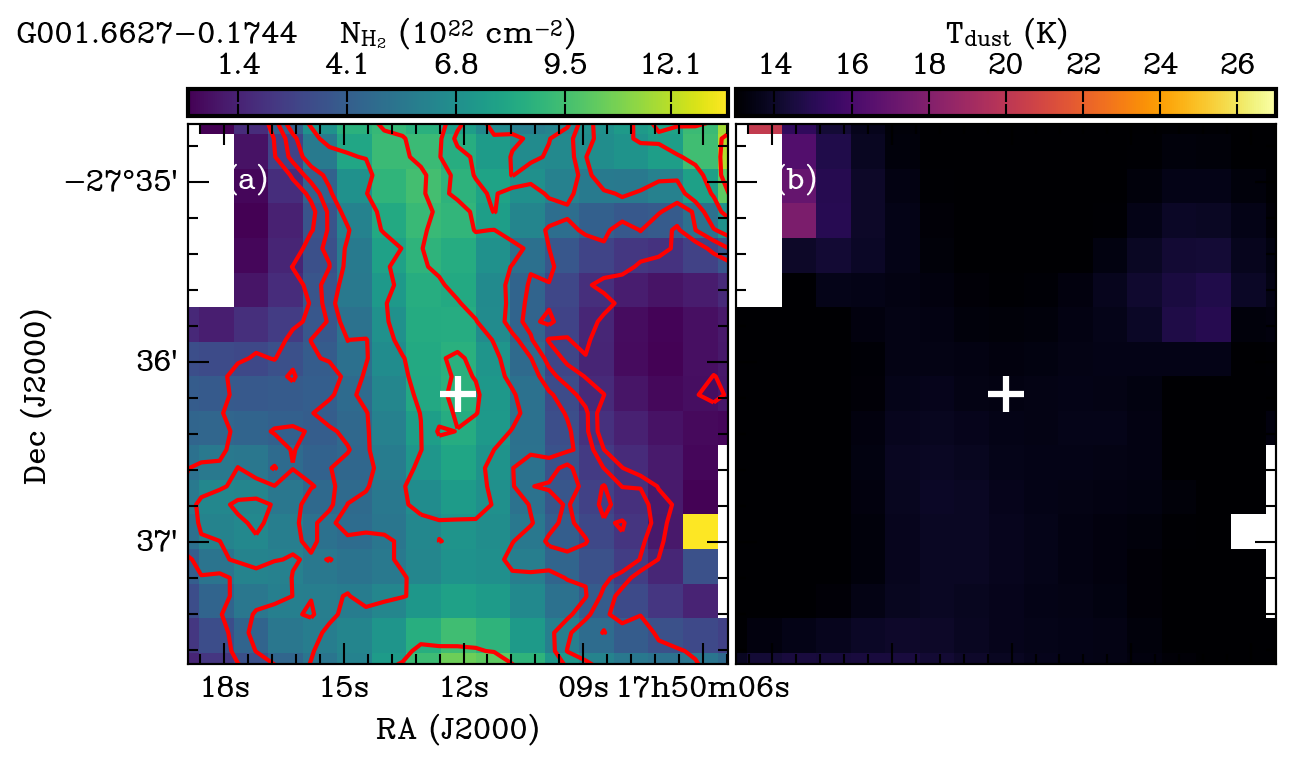 G001.6627−0.1744 N_H₂ (10²² cm⁻²) T_dust (K)
1.4 4.1 6.8 9.5 12.1 14 16 18 20 22 24 26
(a) (b)
−27°35'
36'
37'
Dec (J2000)
18s 15s 12s 09s 17h50m06s
RA (J2000)